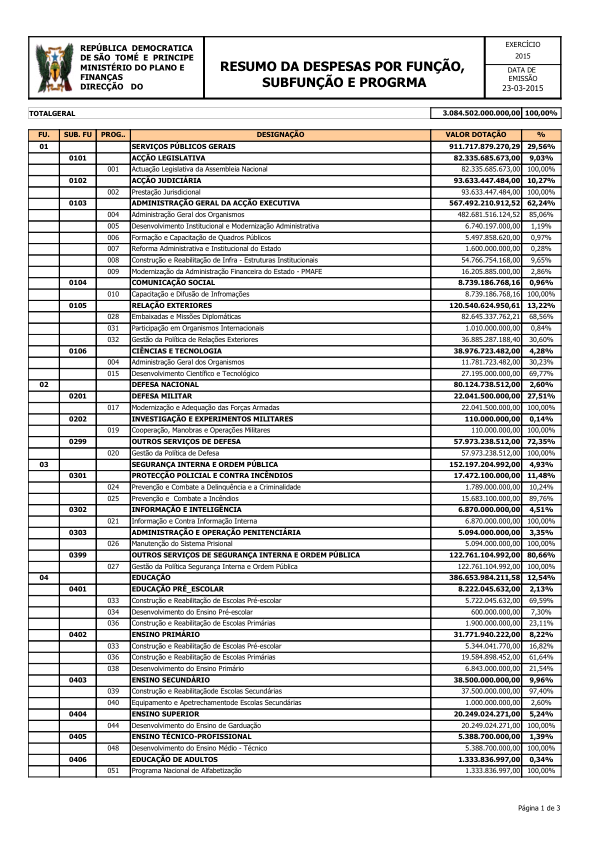 REPÚBLICA DEMOCRATICA
DE SÃO TOMÉ E PRINCIPE
MINISTÉRIO DO PLANO E
FINANÇAS
DIRECÇÃO DO
RESUMO DA DESPESAS POR FUNÇÃO,
SUBFUNÇÃO E PROGRMA
EXERCÍCIO
2015
DATA DE
EMISSÃO
23-03-2015
TOTALGERAL 3.084.502.000.000,00 100,00%
FU. SUB. FU PROG.. DESIGNAÇÃO VALOR DOTAÇÃO %
01 SERVIÇOS PÚBLICOS GERAIS 911.717.879.270,29 29,56%
0101 ACÇÃO LEGISLATIVA 82.335.685.673,00 9,03%
001 Actuação Legislativa da Assembleia Nacional 82.335.685.673,00 100,00%
0102 ACÇÃO JUDICIÁRIA 93.633.447.484,00 10,27%
002 Prestação Jurisdicional 93.633.447.484,00 100,00%
0103 ADMINISTRAÇÃO GERAL DA ACÇÃO EXECUTIVA 567.492.210.912,52 62,24%
004 Administração Geral dos Organismos 482.681.516.124,52 85,06%
005 Desenvolvimento Institucional e Modernização Administrativa 6.740.197.000,00 1,19%
006 Formação e Capacitação de Quadros Públicos 5.497.858.620,00 0,97%
007 Reforma Administrativa e Institucional do Estado 1.600.000.000,00 0,28%
008 Construção e Reabilitação de Infra - Estruturas Institucionais 54.766.754.168,00 9,65%
009 Modernização da Administração Financeira do Estado - PMAFE 16.205.885.000,00 2,86%
0104 COMUNICAÇÃO SOCIAL 8.739.186.768,16 0,96%
010 Capacitação e Difusão de Infromações 8.739.186.768,16 100,00%
0105 RELAÇÃO EXTERIORES 120.540.624.950,61 13,22%
028 Embaixadas e Missões Diplomáticas 82.645.337.762,21 68,56%
031 Participação em Organismos Internacionais 1.010.000.000,00 0,84%
032 Gestão da Política de Relações Exteriores 36.885.287.188,40 30,60%
0106 CIÊNCIAS E TECNOLOGIA 38.976.723.482,00 4,28%
004 Administração Geral dos Organismos 11.781.723.482,00 30,23%
015 Desenvolvimento Científico e Tecnológico 27.195.000.000,00 69,77%
02 DEFESA NACIONAL 80.124.738.512,00 2,60%
0201 DEFESA MILITAR 22.041.500.000,00 27,51%
017 Modernização e Adequação das Forças Armadas 22.041.500.000,00 100,00%
0202 INVESTIGAÇÃO E EXPERIMENTOS MILITARES 110.000.000,00 0,14%
019 Cooperação, Manobras e Operações Militares 110.000.000,00 100,00%
0299 OUTROS SERVIÇOS DE DEFESA 57.973.238.512,00 72,35%
020 Gestão da Política de Defesa 57.973.238.512,00 100,00%
03 SEGURANÇA INTERNA E ORDEM PÚBLICA 152.197.204.992,00 4,93%
0301 PROTECÇÃO POLICIAL E CONTRA INCÊNDIOS 17.472.100.000,00 11,48%
024 Prevenção e Combate a Delinquência e a Criminalidade 1.789.000.000,00 10,24%
025 Prevenção e Combate a Incêndios 15.683.100.000,00 89,76%
0302 INFORMAÇÃO E INTELIGÊNCIA 6.870.000.000,00 4,51%
021 Informação e Contra Informação Interna 6.870.000.000,00 100,00%
0303 ADMINISTRAÇÃO E OPERAÇÃO PENITENCIÁRIA 5.094.000.000,00 3,35%
026 Manutenção do Sistema Prisional 5.094.000.000,00 100,00%
0399 OUTROS SERVIÇOS DE SEGURANÇA INTERNA E ORDEM PÚBLICA 122.761.104.992,00 80,66%
027 Gestão da Política Segurança Interna e Ordem Pública 122.761.104.992,00 100,00%
04 EDUCAÇÃO 386.653.984.211,58 12,54%
0401 EDUCAÇÃO PRÉ_ESCOLAR 8.222.045.632,00 2,13%
033 Construção e Reabilitação de Escolas Pré-escolar 5.722.045.632,00 69,59%
034 Desenvolvimento do Ensino Pré-escolar 600.000.000,00 7,30%
036 Construção e Reabilitação de Escolas Primárias 1.900.000.000,00 23,11%
0402 ENSINO PRIMÁRIO 31.771.940.222,00 8,22%
033 Construção e Reabilitação de Escolas Pré-escolar 5.344.041.770,00 16,82%
036 Construção e Reabilitação de Escolas Primárias 19.584.898.452,00 61,64%
038 Desenvolvimento do Ensino Primário 6.843.000.000,00 21,54%
0403 ENSINO SECUNDÁRIO 38.500.000.000,00 9,96%
039 Construção e Reabilitaçãode Escolas Secundárias 37.500.000.000,00 97,40%
040 Equipamento e Apetrechamentode Escolas Secundárias 1.000.000.000,00 2,60%
0404 ENSINO SUPERIOR 20.249.024.271,00 5,24%
044 Desenvolvimento do Ensino de Garduação 20.249.024.271,00 100,00%
0405 ENSINO TÉCNICO-PROFISSIONAL 5.388.700.000,00 1,39%
048 Desenvolvimento do Ensino Médio - Técnico 5.388.700.000,00 100,00%
0406 EDUCAÇÃO DE ADULTOS 1.333.836.997,00 0,34%
051 Programa Nacional de Alfabetização 1.333.836.997,00 100,00%
Página 1 de 3